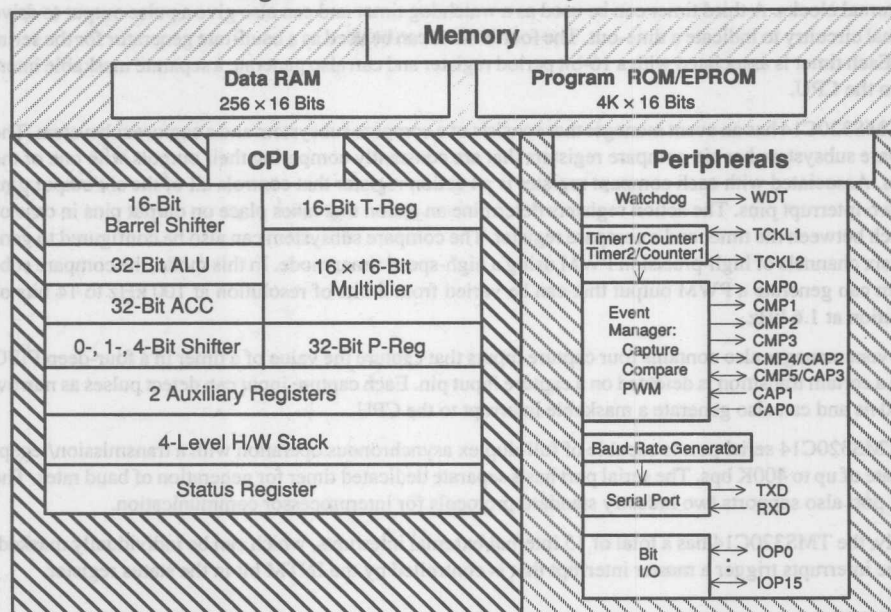 Memory
Data RAM
256 × 16 Bits
Program ROM/EPROM
4K × 16 Bits
CPU
16-Bit
Barrel Shifter
16-Bit T-Reg
32-Bit ALU
16 × 16-Bit
Multiplier
32-Bit ACC
0-, 1-, 4-Bit Shifter
32-Bit P-Reg
2 Auxiliary Registers
4-Level H/W Stack
Status Register
Peripherals
Watchdog
WDT
Timer1/Counter1
Timer2/Counter1
TCKL1
TCKL2
Event
Manager:
Capture
Compare
PWM
CMP0
CMP1
CMP2
CMP3
CMP4/CAP2
CMP5/CAP3
CAP1
CAP0
Baud-Rate Generator
Serial Port
TXD
RXD
Bit
I/O
IOP0
IOP15